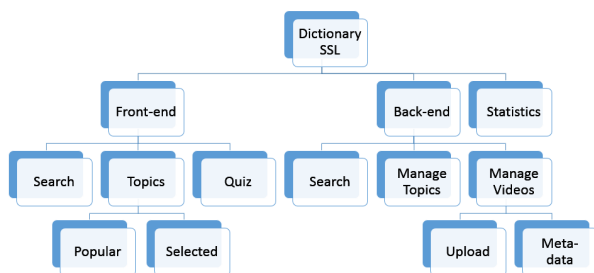 Dictionary
SSL
Front-end
Back-end
Statistics
Search
Topics
Quiz
Search
Manage
Topics
Manage
Videos
Popular
Selected
Upload
Meta-
data